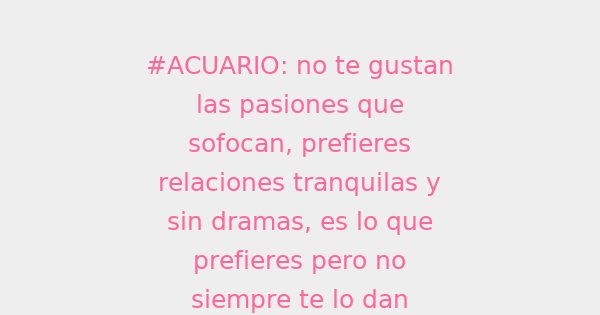 #ACUARIO: no te gustan
las pasiones que
sofocan, prefieres
relaciones tranquilas y
sin dramas, es lo que
prefieres pero no
siempre te lo dan